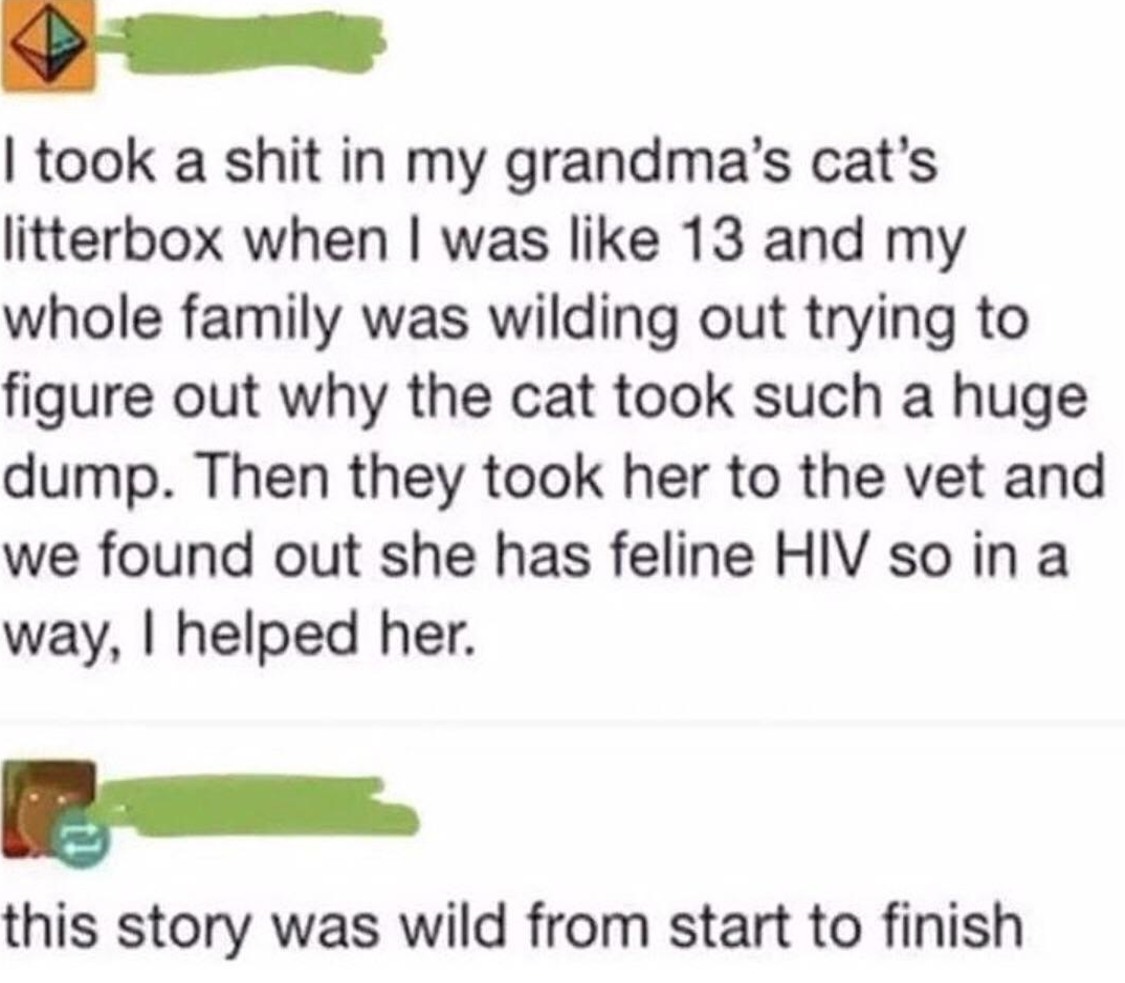 I took a shit in my grandma's cat's
litterbox when I was like 13 and my
whole family was wilding out trying to
figure out why the cat took such a huge
dump. Then they took her to the vet and
we found out she has feline HIV so in a
way, I helped her.
this story was wild from start to finish